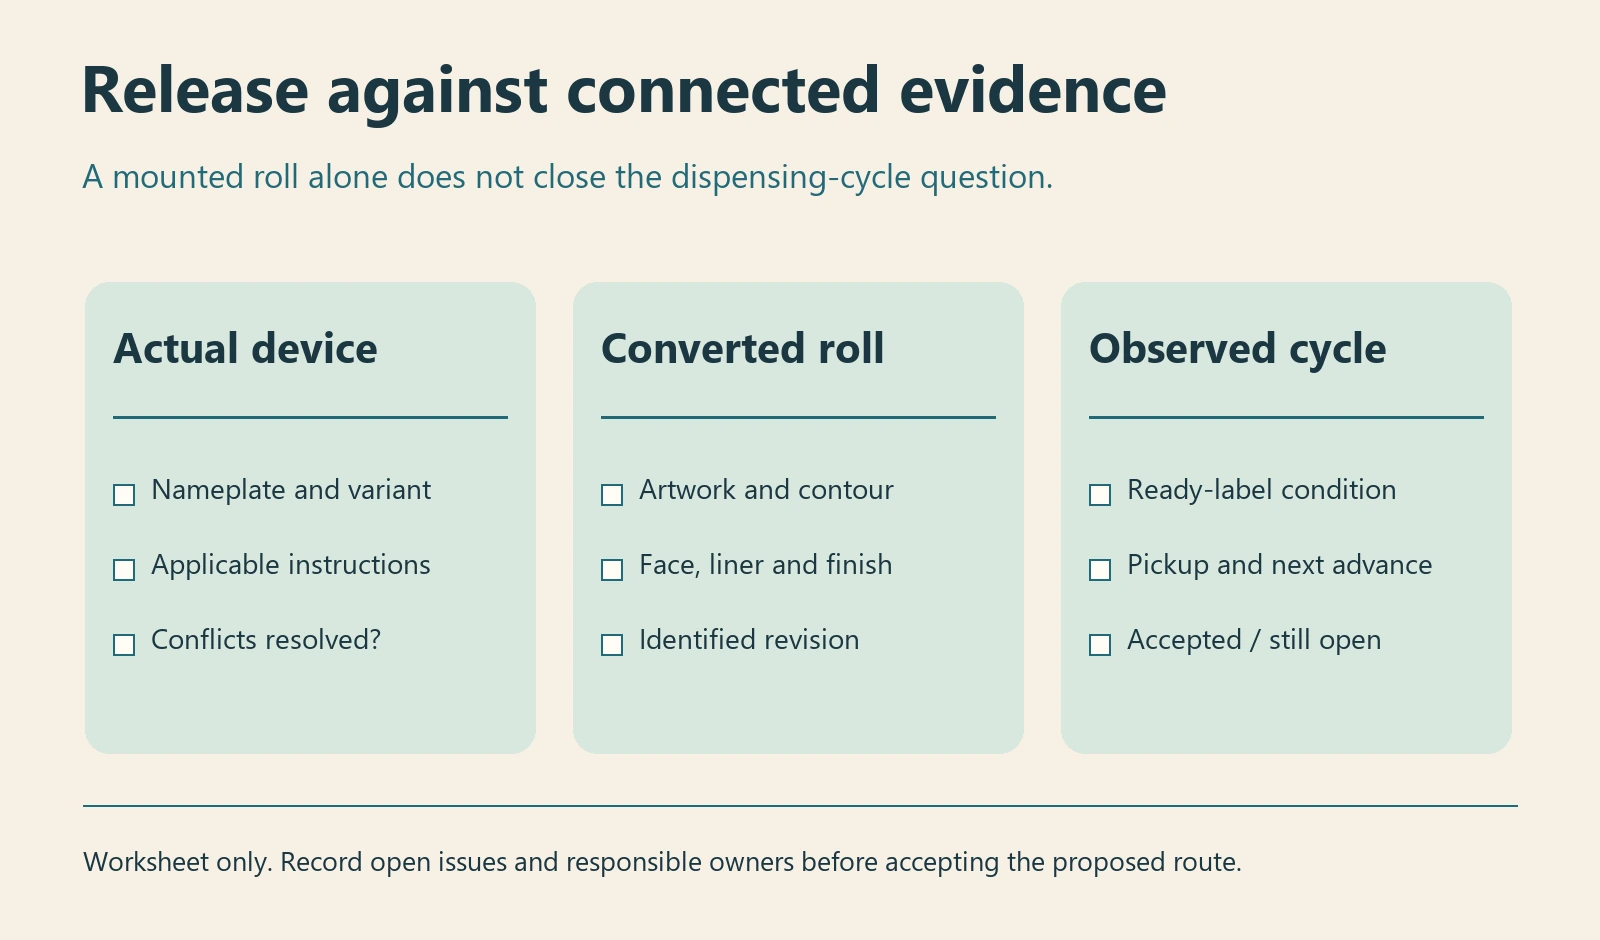 Release against connected evidence
A mounted roll alone does not close the dispensing-cycle question.
Actual device
Nameplate and variant
Applicable instructions
Conflicts resolved?
Converted roll
Artwork and contour
Face, liner and finish
Identified revision
Observed cycle
Ready-label condition
Pickup and next advance
Accepted / still open
Worksheet only. Record open issues and responsible owners before accepting the proposed route.